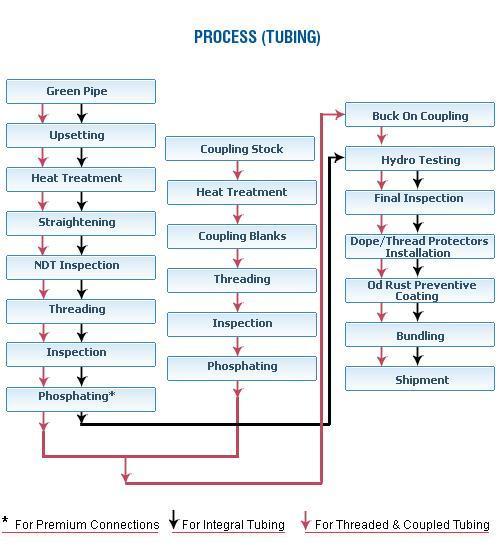 PROCESS (TUBING)
Green Pipe
Upsetting
Heat Treatment
Straightening
NDT Inspection
Threading
Inspection
Phosphating*
Coupling Stock
Heat Treatment
Coupling Blanks
Threading
Inspection
Phosphating
Buck On Coupling
Hydro Testing
Final Inspection
Dope/Thread Protectors
Installation
Od Rust Preventive
Coating
Bundling
Shipment
* For Premium Connections
For Integral Tubing
For Threaded & Coupled Tubing